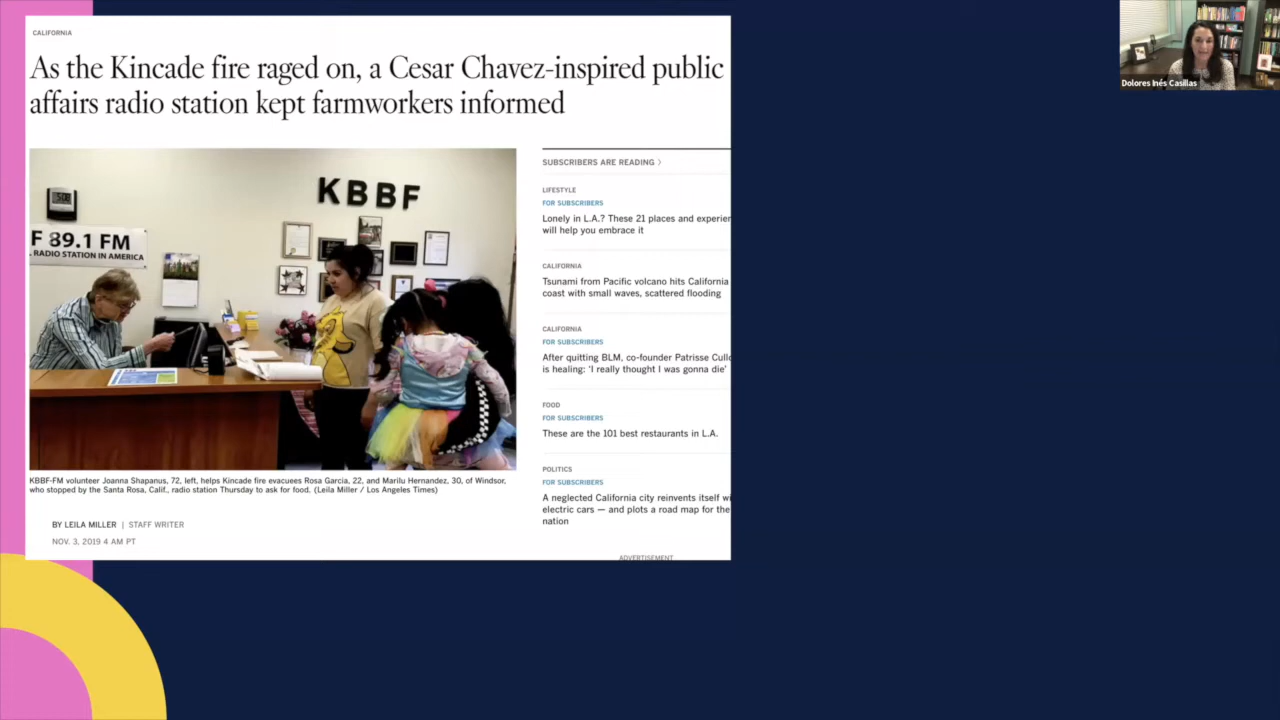 CALIFORNIA
As the Kincade fire raged on, a Cesar Chavez-inspired public
affairs radio station kept farmworkers informed
KBBF
50
F 89.1 FM
RADIO STATION IN AMERICA
KBBF-FM volunteer Joanna Shapanus, 72, left, helps Kincade fire evacuees Rosa Garcia, 22, and Marilu Hernandez, 30, of Windsor,
who stopped by the Santa Rosa, Calif., radio station Thursday to ask for food. (Leila Miller / Los Angeles Times)
BY LEILA MILLER | STAFF WRITER
NOV. 3, 2019 4 AM PT
SUBSCRIBERS ARE READING >
LIFESTYLE
FOR SUBSCRIBERS
Lonely in L.A.? These 21 places and experien
will help you embrace it
CALIFORNIA
Tsunami from Pacific volcano hits California
coast with small waves, scattered flooding
CALIFORNIA
FOR SUBSCRIBERS
After quitting BLM, co-founder Patrisse Cullo
is healing: ‘I really thought I was gonna die’
FOOD
FOR SUBSCRIBERS
These are the 101 best restaurants in L.A.
POLITICS
FOR SUBSCRIBERS
A neglected California city reinvents itself wi
electric cars — and plots a road map for the
nation
ADVERTISEMENT
Dolores Inés Casillas